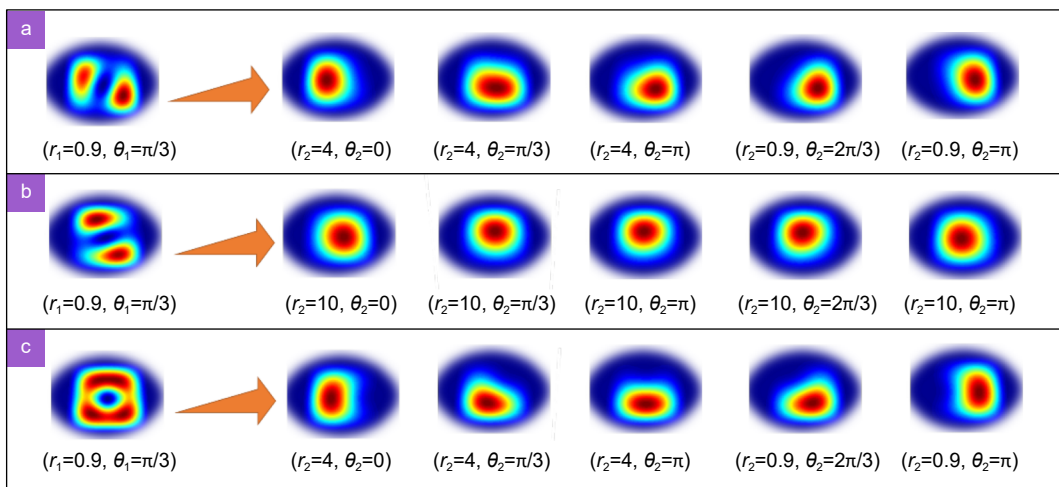 a
(r₁=0.9, θ₁=π/3) (r₂=4, θ₂=0) (r₂=4, θ₂=π/3) (r₂=4, θ₂=π) (r₂=0.9, θ₂=2π/3) (r₂=0.9, θ₂=π)
b
(r₁=0.9, θ₁=π/3) (r₂=10, θ₂=0) (r₂=10, θ₂=π/3) (r₂=10, θ₂=π) (r₂=10, θ₂=2π/3) (r₂=10, θ₂=π)
c
(r₁=0.9, θ₁=π/3) (r₂=4, θ₂=0) (r₂=4, θ₂=π/3) (r₂=4, θ₂=π) (r₂=0.9, θ₂=2π/3) (r₂=0.9, θ₂=π)